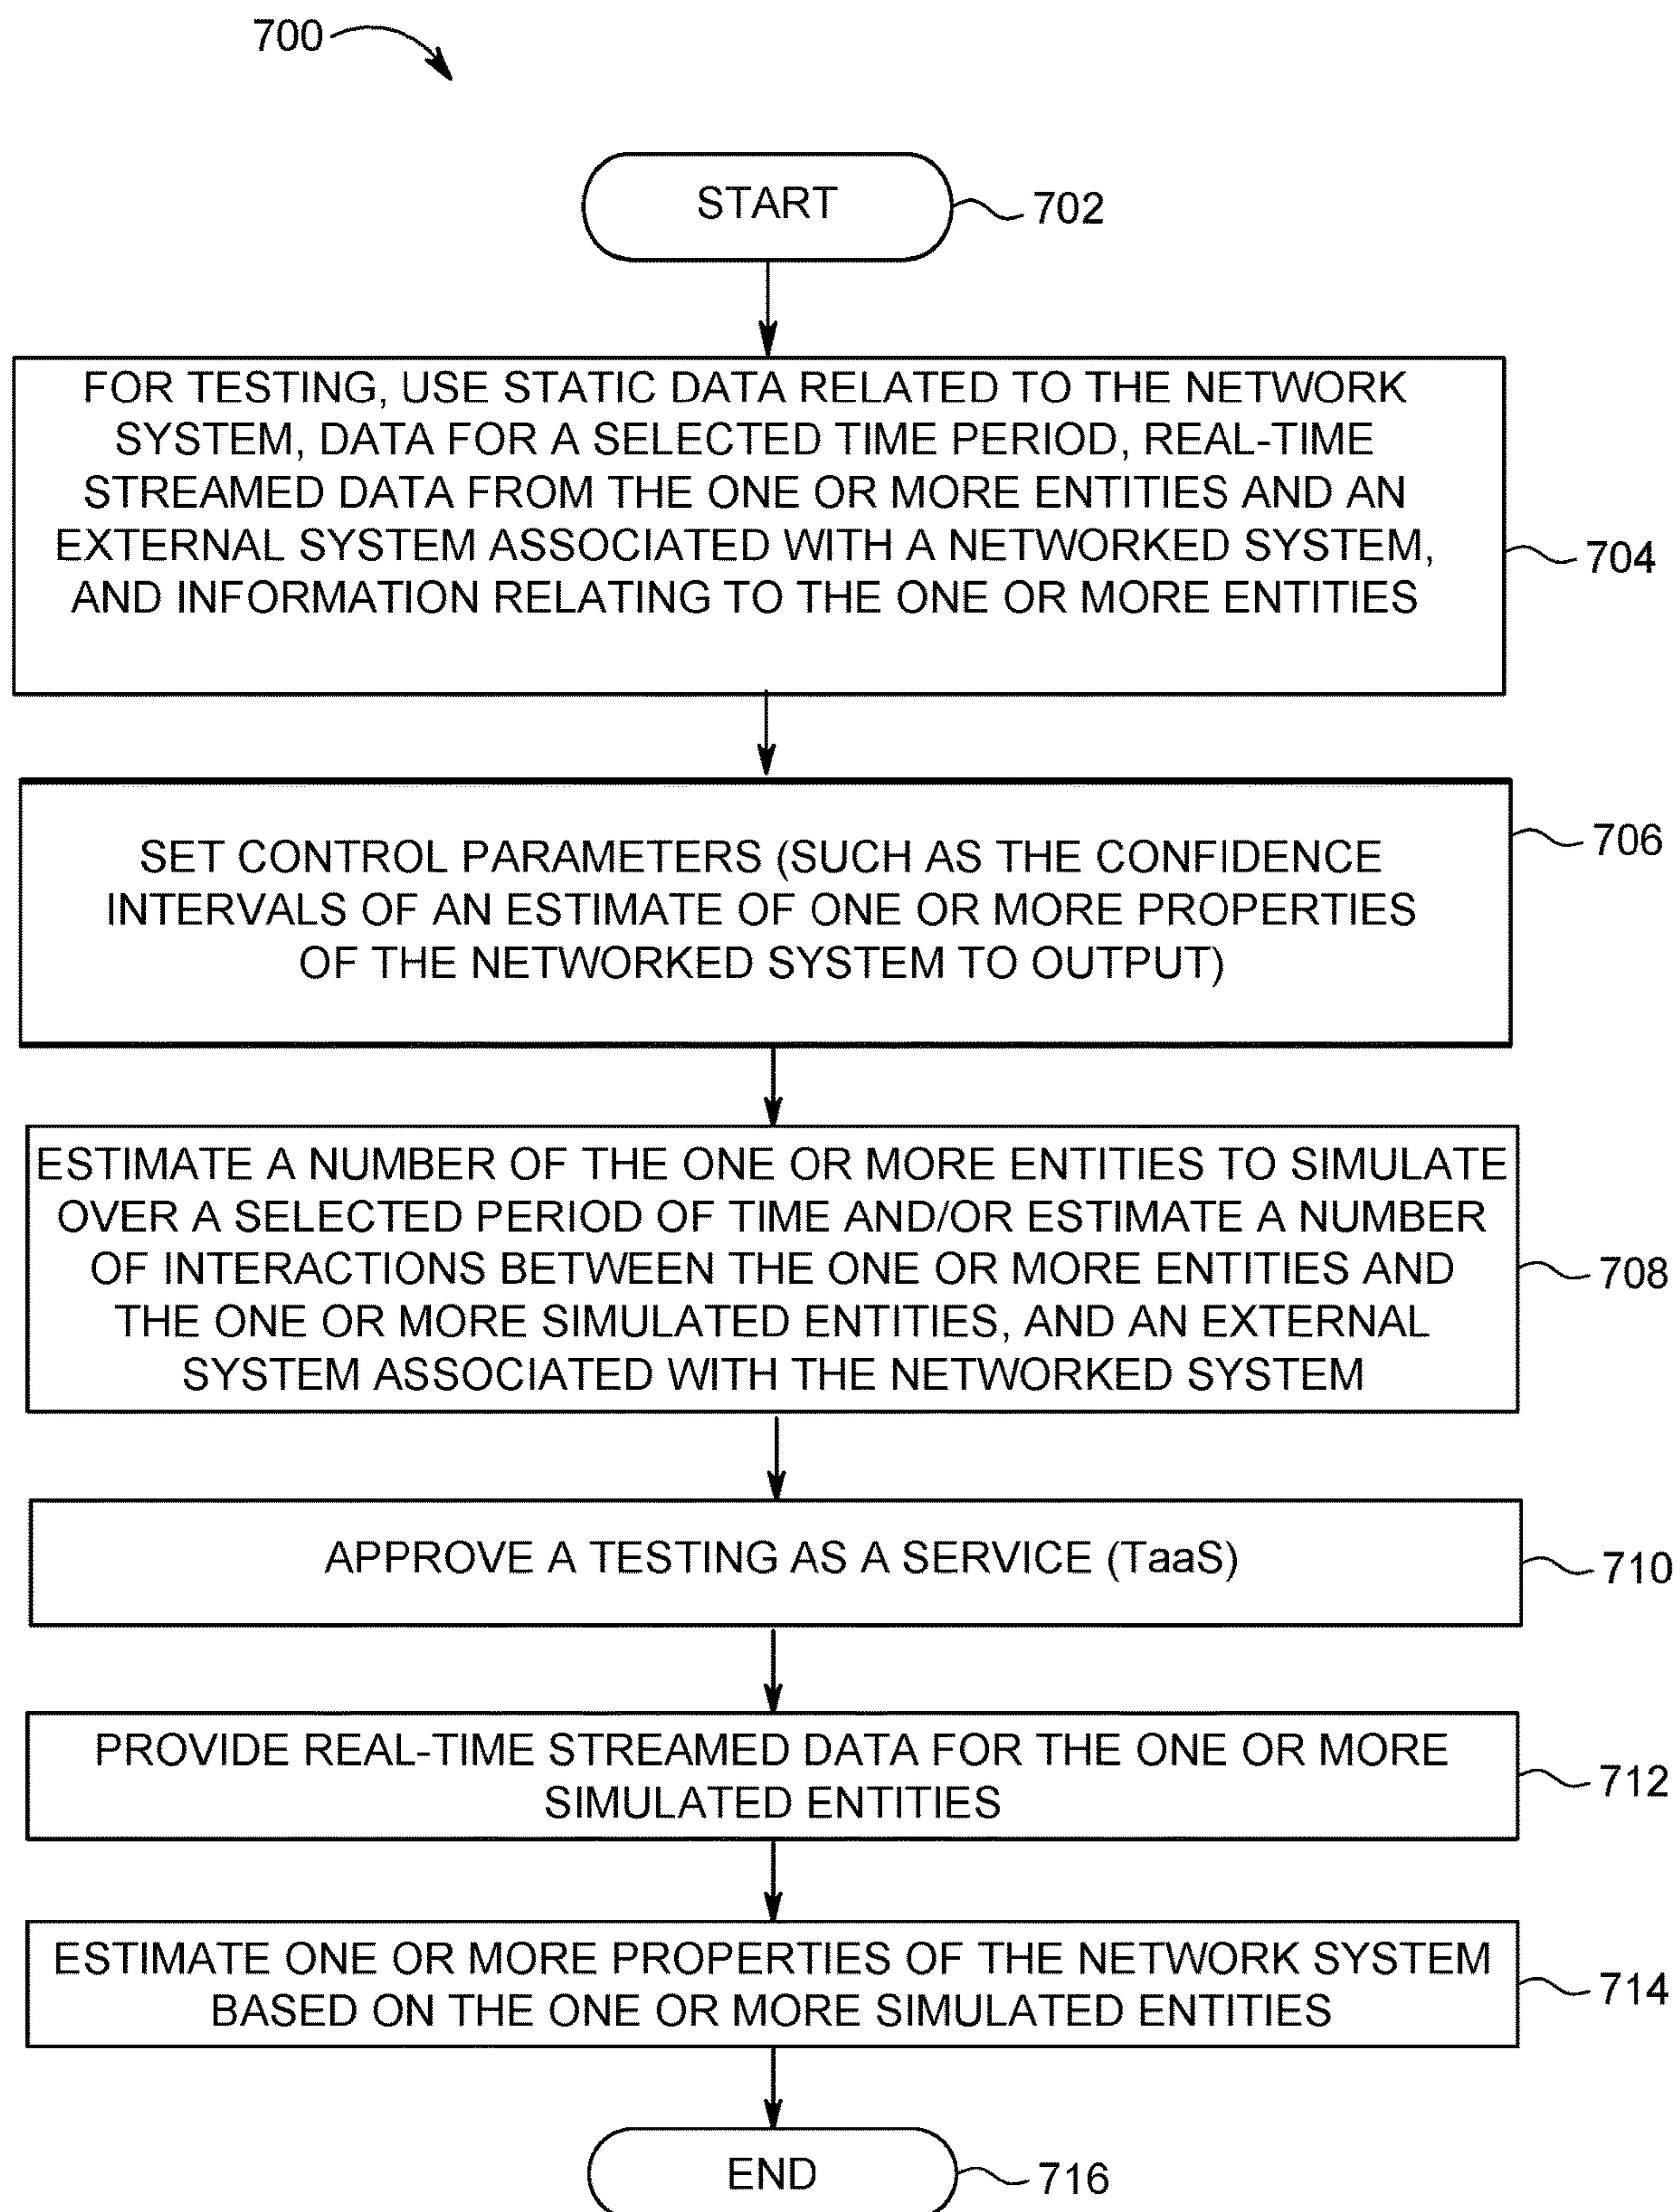 700
START
702
FOR TESTING, USE STATIC DATA RELATED TO THE NETWORK
SYSTEM, DATA FOR A SELECTED TIME PERIOD, REAL-TIME
STREAMED DATA FROM THE ONE OR MORE ENTITIES AND AN
EXTERNAL SYSTEM ASSOCIATED WITH A NETWORKED SYSTEM,
AND INFORMATION RELATING TO THE ONE OR MORE ENTITIES
704
SET CONTROL PARAMETERS (SUCH AS THE CONFIDENCE
INTERVALS OF AN ESTIMATE OF ONE OR MORE PROPERTIES
OF THE NETWORKED SYSTEM TO OUTPUT)
706
ESTIMATE A NUMBER OF THE ONE OR MORE ENTITIES TO SIMULATE
OVER A SELECTED PERIOD OF TIME AND/OR ESTIMATE A NUMBER
OF INTERACTIONS BETWEEN THE ONE OR MORE ENTITIES AND
THE ONE OR MORE SIMULATED ENTITIES, AND AN EXTERNAL
SYSTEM ASSOCIATED WITH THE NETWORKED SYSTEM
708
APPROVE A TESTING AS A SERVICE (TaaS)
710
PROVIDE REAL-TIME STREAMED DATA FOR THE ONE OR MORE
SIMULATED ENTITIES
712
ESTIMATE ONE OR MORE PROPERTIES OF THE NETWORK SYSTEM
BASED ON THE ONE OR MORE SIMULATED ENTITIES
714
END
716